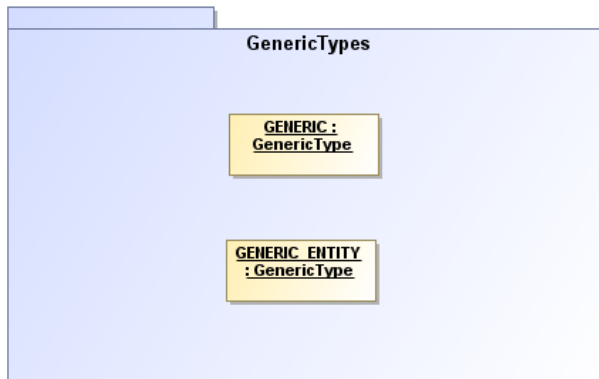 GenericTypes
GENERIC :
GenericType
GENERIC_ENTITY
: GenericType